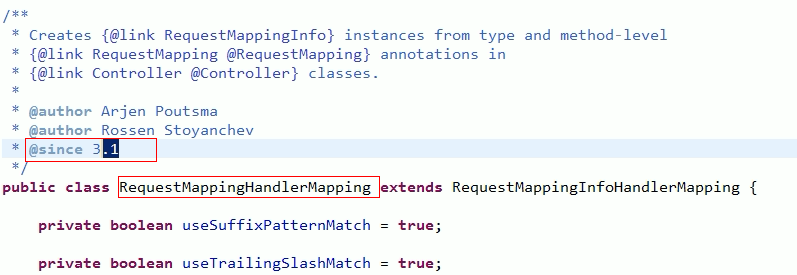 /**
 * Creates {@link RequestMappingInfo} instances from type and method-level
 * {@link RequestMapping @RequestMapping} annotations in
 * {@link Controller @Controller} classes.
 *
 * @author Arjen Poutsma
 * @author Rossen Stoyanchev
 * @since 3.1
 */
public class RequestMappingHandlerMapping extends RequestMappingInfoHandlerMapping {
    private boolean useSuffixPatternMatch = true;
    private boolean useTrailingSlashMatch = true;